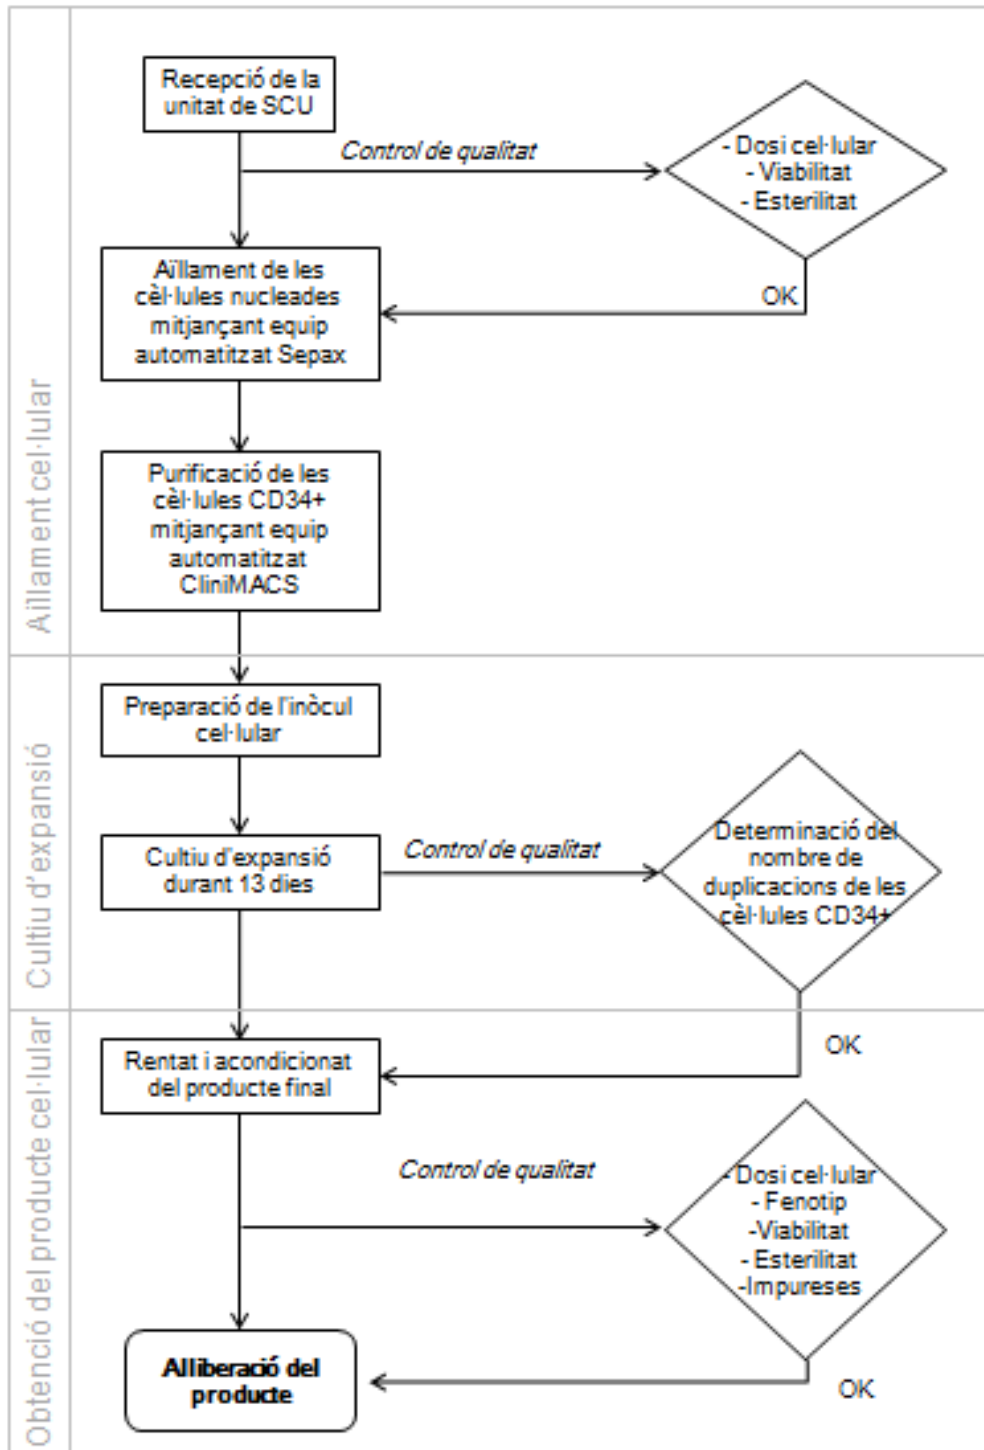 Aïllament cel·lular
Recepció de la
unitat de SCU
Control de qualitat
- Dosi cel·lular
- Viabilitat
- Esterilitat
OK
Aïllament de les
cèl·lules nucleades
mitjançant equip
automatitzat Sepax
Purificació de les
cèl·lules CD34+
mitjançant equip
automatitzat
CliniMACS
Cultiu d'expansió
Preparació de l'inòcul
cel·lular
Cultiu d'expansió
durant 13 dies
Control de qualitat
Determinació del
nombre de
duplicacions de les
cèl·lules CD34+
OK
Obtenció del producte cel·lular
Rentat i acondicionat
del producte final
Control de qualitat
- Dosi cel·lular
- Fenotip
-Viabilitat
- Esterilitat
-Impureses
OK
Alliberació del
producte